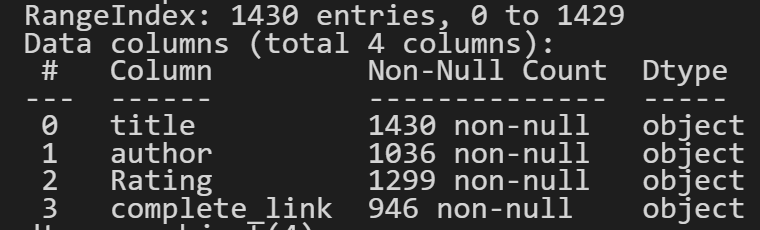 RangeIndex: 1430 entries, 0 to 1429
Data columns (total 4 columns):
 #   Column         Non-Null Count  Dtype
---  ------         --------------  -----
 0   title          1430 non-null   object
 1   author         1036 non-null   object
 2   Rating         1299 non-null   object
 3   complete_link  946 non-null    object